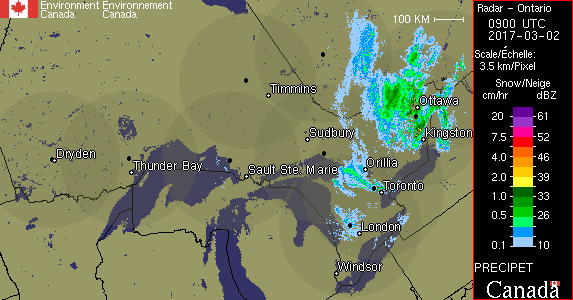 Environment Environnement
Canada Canada
100 KM
Timmins
Ottawa
Sudbury
Kingston
Dryden
Thunder Bay
Sault Ste. Marie
Orillia
Toronto
London
Windsor
Radar – Ontario
0900 UTC
2017-03-02
Scale/Échelle:
3.5 km/Pixel
Snow/Neige
cm/hr dBZ
20 61
7.5 52
4.0 46
2.0 39
1.0 33
0.5 26
0.1 10
PRECIPET
Canada